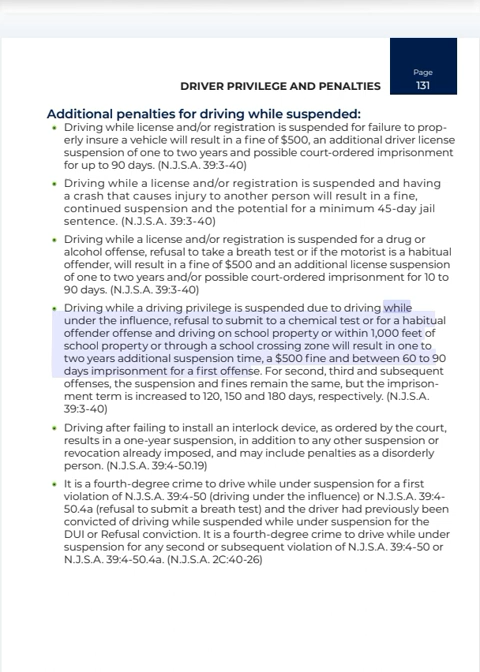 Page
DRIVER PRIVILEGE AND PENALTIES
131
Additional penalties for driving while suspended:
• Driving while license and/or registration is suspended for failure to prop-
erly insure a vehicle will result in a fine of $500, an additional driver license
suspension of one to two years and possible court-ordered imprisonment
for up to 90 days. (N.J.S.A. 39:3-40)
• Driving while a license and/or registration is suspended and having
a crash that causes injury to another person will result in a fine,
continued suspension and the potential for a minimum 45-day jail
sentence. (N.J.S.A. 39:3-40)
• Driving while a license and/or registration is suspended for a drug or
alcohol offense, refusal to take a breath test or if the motorist is a habitual
offender, will result in a fine of $500 and an additional license suspension
of one to two years and/or possible court-ordered imprisonment for 10 to
90 days. (N.J.S.A. 39:3-40)
• Driving while a driving privilege is suspended due to driving while
under the influence, refusal to submit to a chemical test or for a habitual
offender offense and driving on school property or within 1,000 feet of
school property or through a school crossing zone will result in one to
two years additional suspension time, a $500 fine and between 60 to 90
days imprisonment for a first offense. For second, third and subsequent
offenses, the suspension and fines remain the same, but the imprison-
ment term is increased to 120, 150 and 180 days, respectively. (N.J.S.A.
39:3-40)
• Driving after failing to install an interlock device, as ordered by the court,
results in a one-year suspension, in addition to any other suspension or
revocation already imposed, and may include penalties as a disorderly
person. (N.J.S.A. 39:4-50.19)
• It is a fourth-degree crime to drive while under suspension for a first
violation of N.J.S.A. 39:4-50 (driving under the influence) or N.J.S.A. 39:4-
50.4a (refusal to submit a breath test) and the driver had previously been
convicted of driving while suspended while under suspension for the
DUI or Refusal conviction. It is a fourth-degree crime to drive while under
suspension for any second or subsequent violation of N.J.S.A. 39:4-50 or
N.J.S.A. 39:4-50.4a. (N.J.S.A. 2C:40-26)